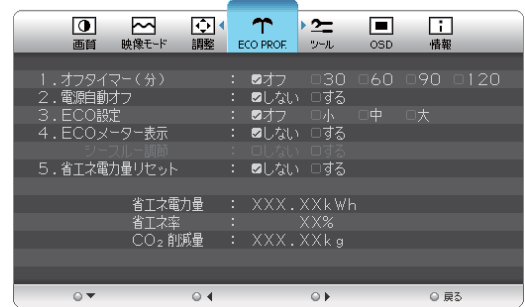 画質 映像モード 調整 ECO PROF. ツール OSD 情報
1.オフタイマー(分) : ☑オフ □30 □60 □90 □120
2.電源自動オフ : ☑しない □する
3.ECO設定 : ☑オフ □小 □中 □大
4.ECOメーター表示 : ☑しない □する
シースルー調節 : □しない □する
5.省エネ電力量リセット : ☑しない □する
省エネ電力量 : XXX.XXkWh
省エネ率 : XX%
CO₂削減量 : XXX.XXkg
戻る